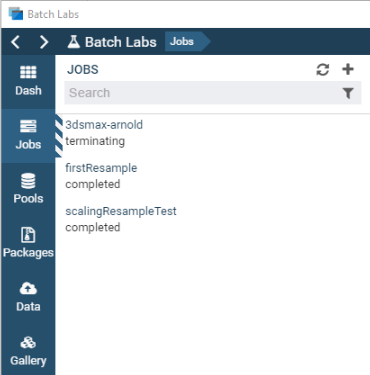 Batch Labs
Batch Labs Jobs
Dash
Jobs
Pools
Packages
Data
Gallery
JOBS
Search
3dsmax-arnold
terminating
firstResample
completed
scalingResampleTest
completed